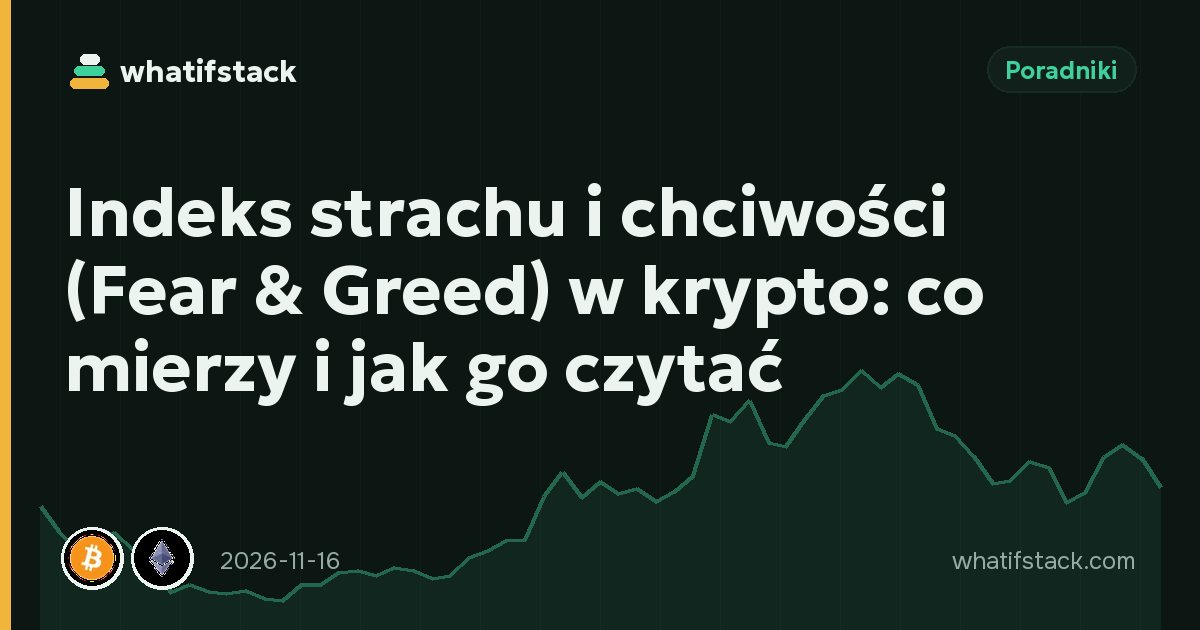 whatifstack
Poradniki
Indeks strachu i chciwości
(Fear & Greed) w krypto: co
mierzy i jak go czytać
2026-11-16
whatifstack.com